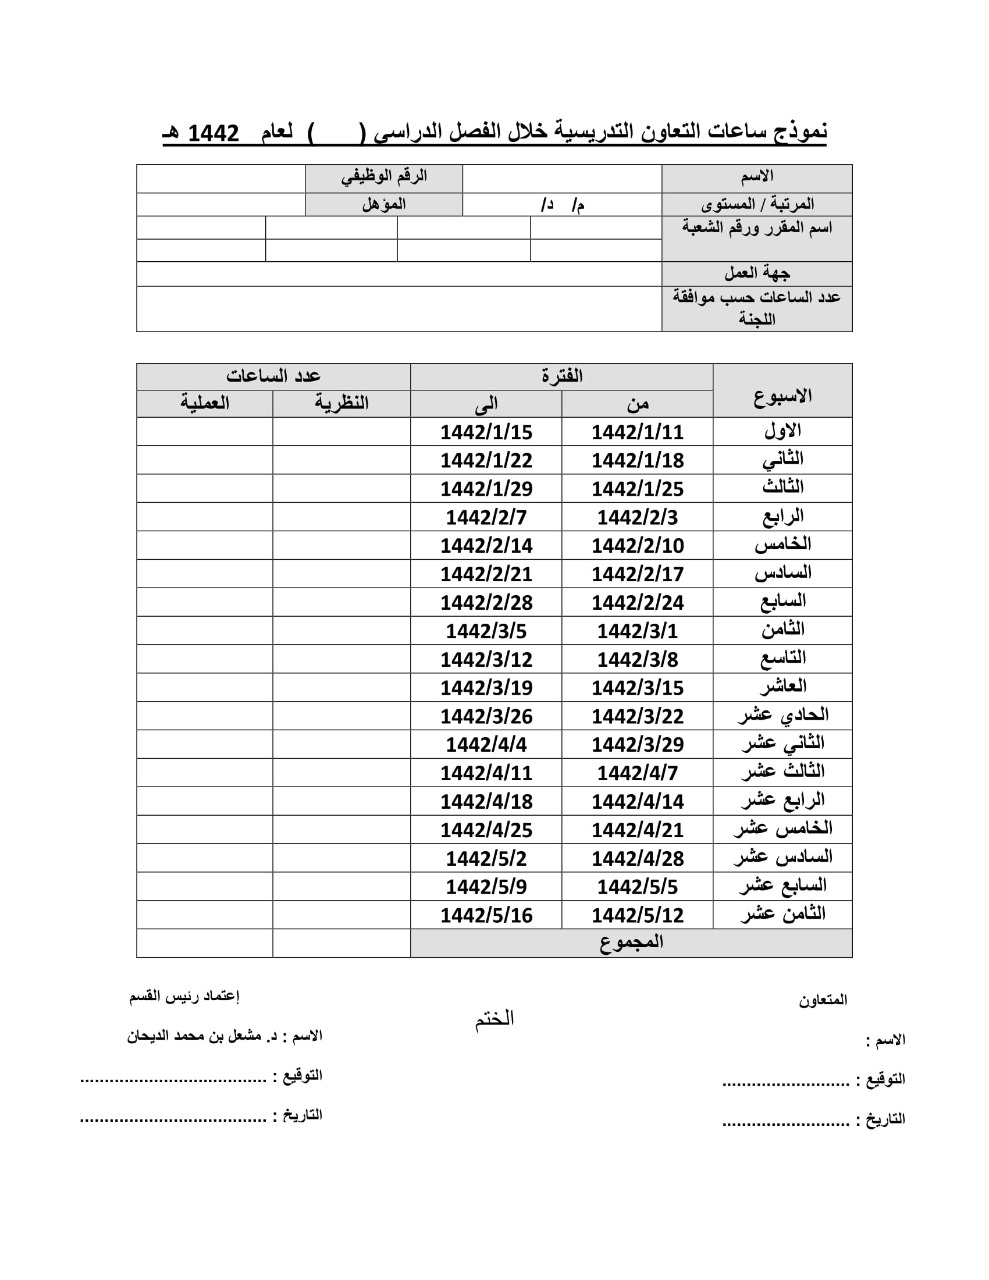 نموذج ساعات التعاون التدريسية خلال الفصل الدراسي (      ) لعام 1442 هـ
الاسم الرقم الوظيفي
المرتبة / المستوى م/ د/ المؤهل
اسم المقرر ورقم الشعبة
جهة العمل
عدد الساعات حسب موافقة
اللجنة
الاسبوع الفترة عدد الساعات
من الى النظرية العملية
الاول 1442/1/11 1442/1/15
الثاني 1442/1/18 1442/1/22
الثالث 1442/1/25 1442/1/29
الرابع 1442/2/3 1442/2/7
الخامس 1442/2/10 1442/2/14
السادس 1442/2/17 1442/2/21
السابع 1442/2/24 1442/2/28
الثامن 1442/3/1 1442/3/5
التاسع 1442/3/8 1442/3/12
العاشر 1442/3/15 1442/3/19
الحادي عشر 1442/3/22 1442/3/26
الثاني عشر 1442/3/29 1442/4/4
الثالث عشر 1442/4/7 1442/4/11
الرابع عشر 1442/4/14 1442/4/18
الخامس عشر 1442/4/21 1442/4/25
السادس عشر 1442/4/28 1442/5/2
السابع عشر 1442/5/5 1442/5/9
الثامن عشر 1442/5/12 1442/5/16
المجموع
المتعاون
الاسم :
التوقيع : ..........................
التاريخ : ..........................
الختم
إعتماد رئيس القسم
الاسم : د. مشعل بن محمد الديحان
التوقيع : ......................................
التاريخ : ......................................